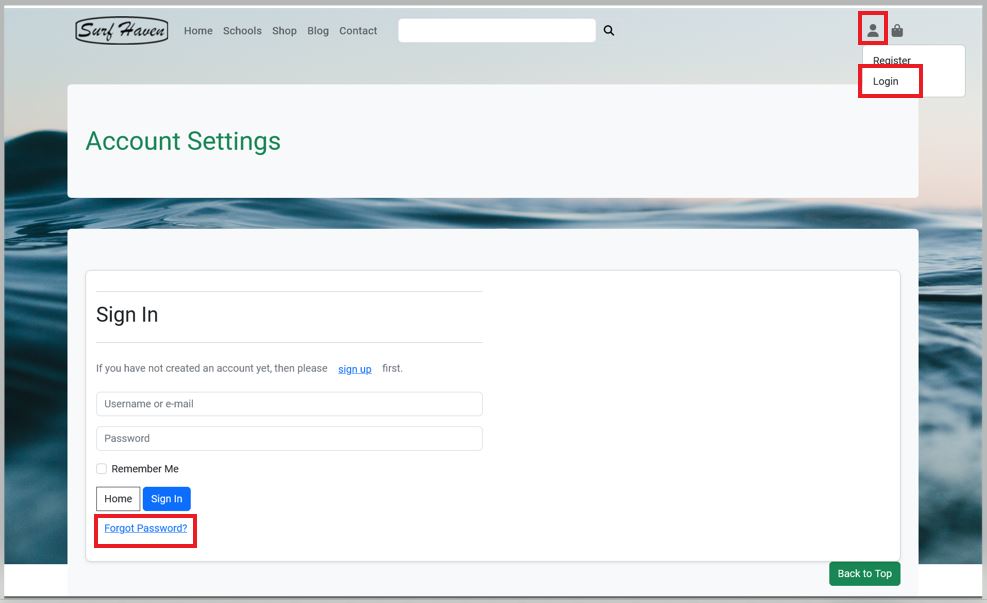 Surf Haven Home Schools Shop Blog Contact
Register
Login
Account Settings
Sign In
If you have not created an account yet, then please sign up first.
Username or e-mail
Password
Remember Me
Home Sign In
Forgot Password?
Back to Top